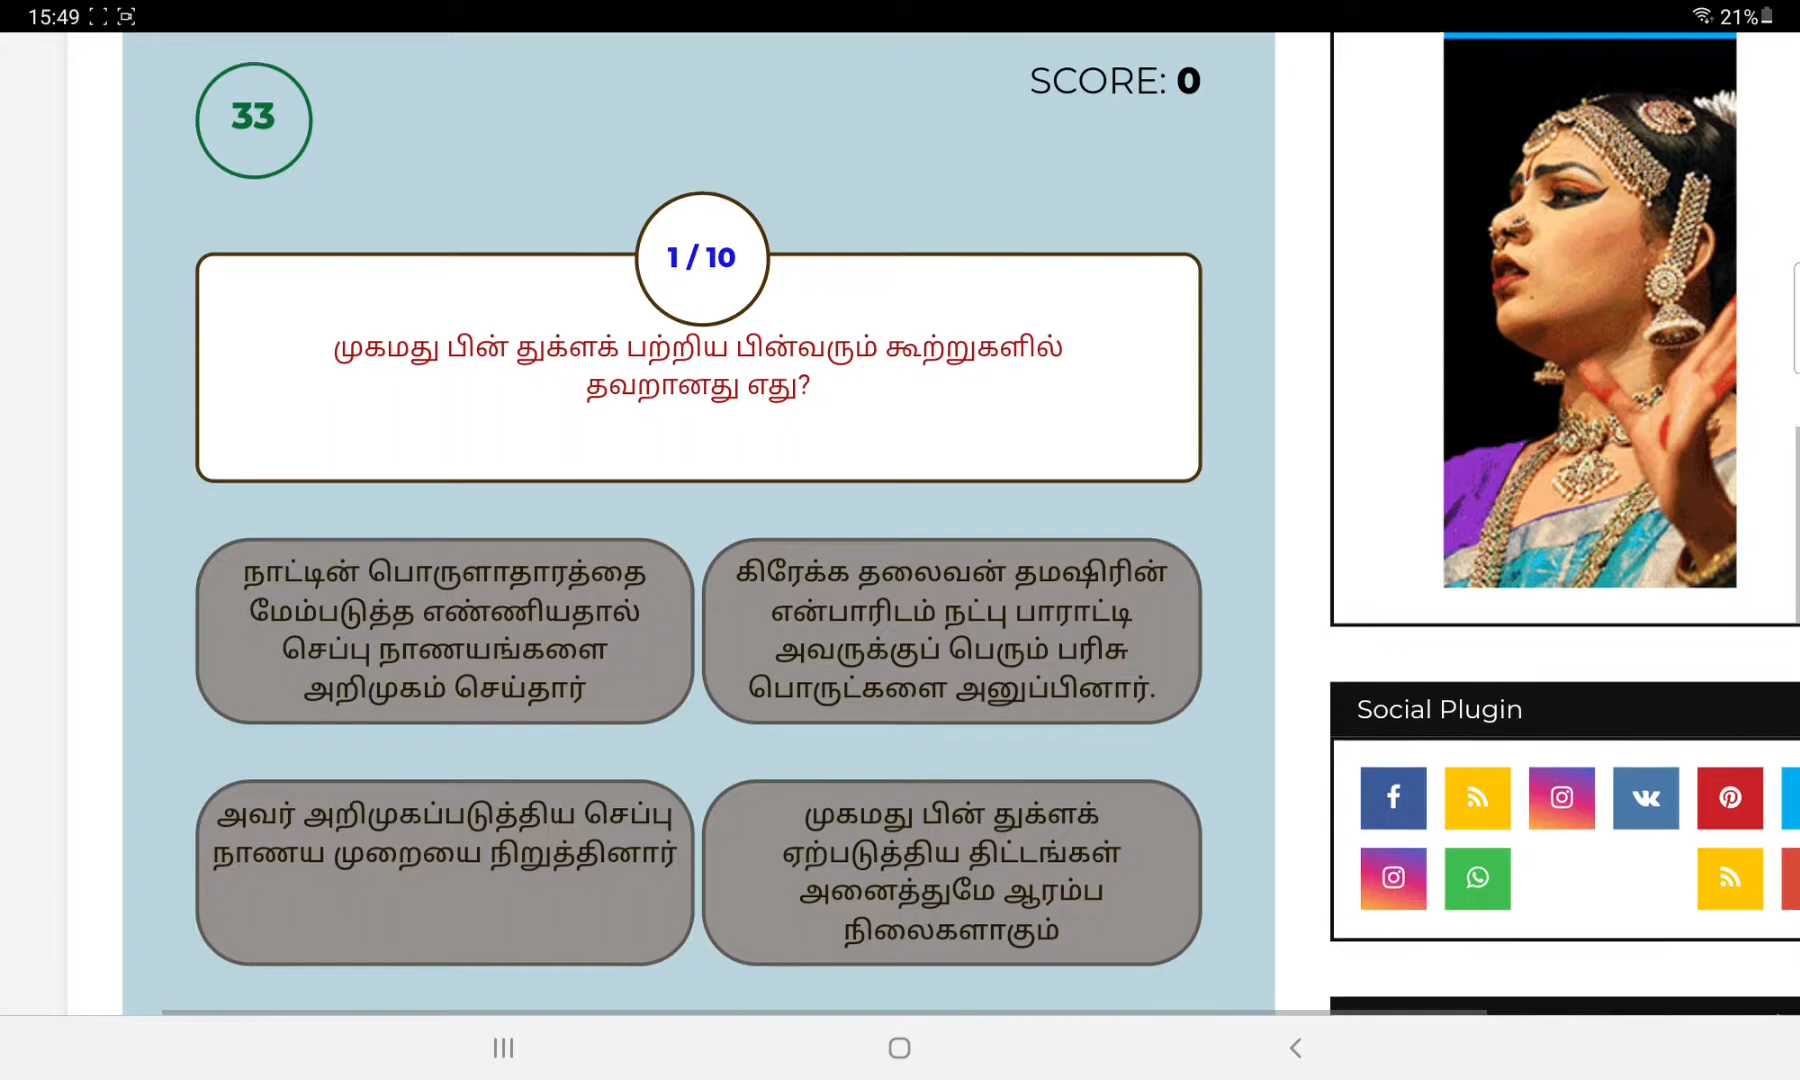 15:49
21%
33
SCORE: 0
1 / 10
முகமது பின் துக்ளக் பற்றிய பின்வரும் கூற்றுகளில்
தவறானது எது?
நாட்டின் பொருளாதாரத்தை
மேம்படுத்த எண்ணியதால்
செப்பு நாணயங்களை
அறிமுகம் செய்தார்
கிரேக்க தலைவன் தமஷிரின்
என்பாரிடம் நட்பு பாராட்டி
அவருக்குப் பெரும் பரிசு
பொருட்களை அனுப்பினார்.
அவர் அறிமுகப்படுத்திய செப்பு
நாணய முறையை நிறுத்தினார்
முகமது பின் துக்ளக்
ஏற்படுத்திய திட்டங்கள்
அனைத்துமே ஆரம்ப
நிலைகளாகும்
Social Plugin